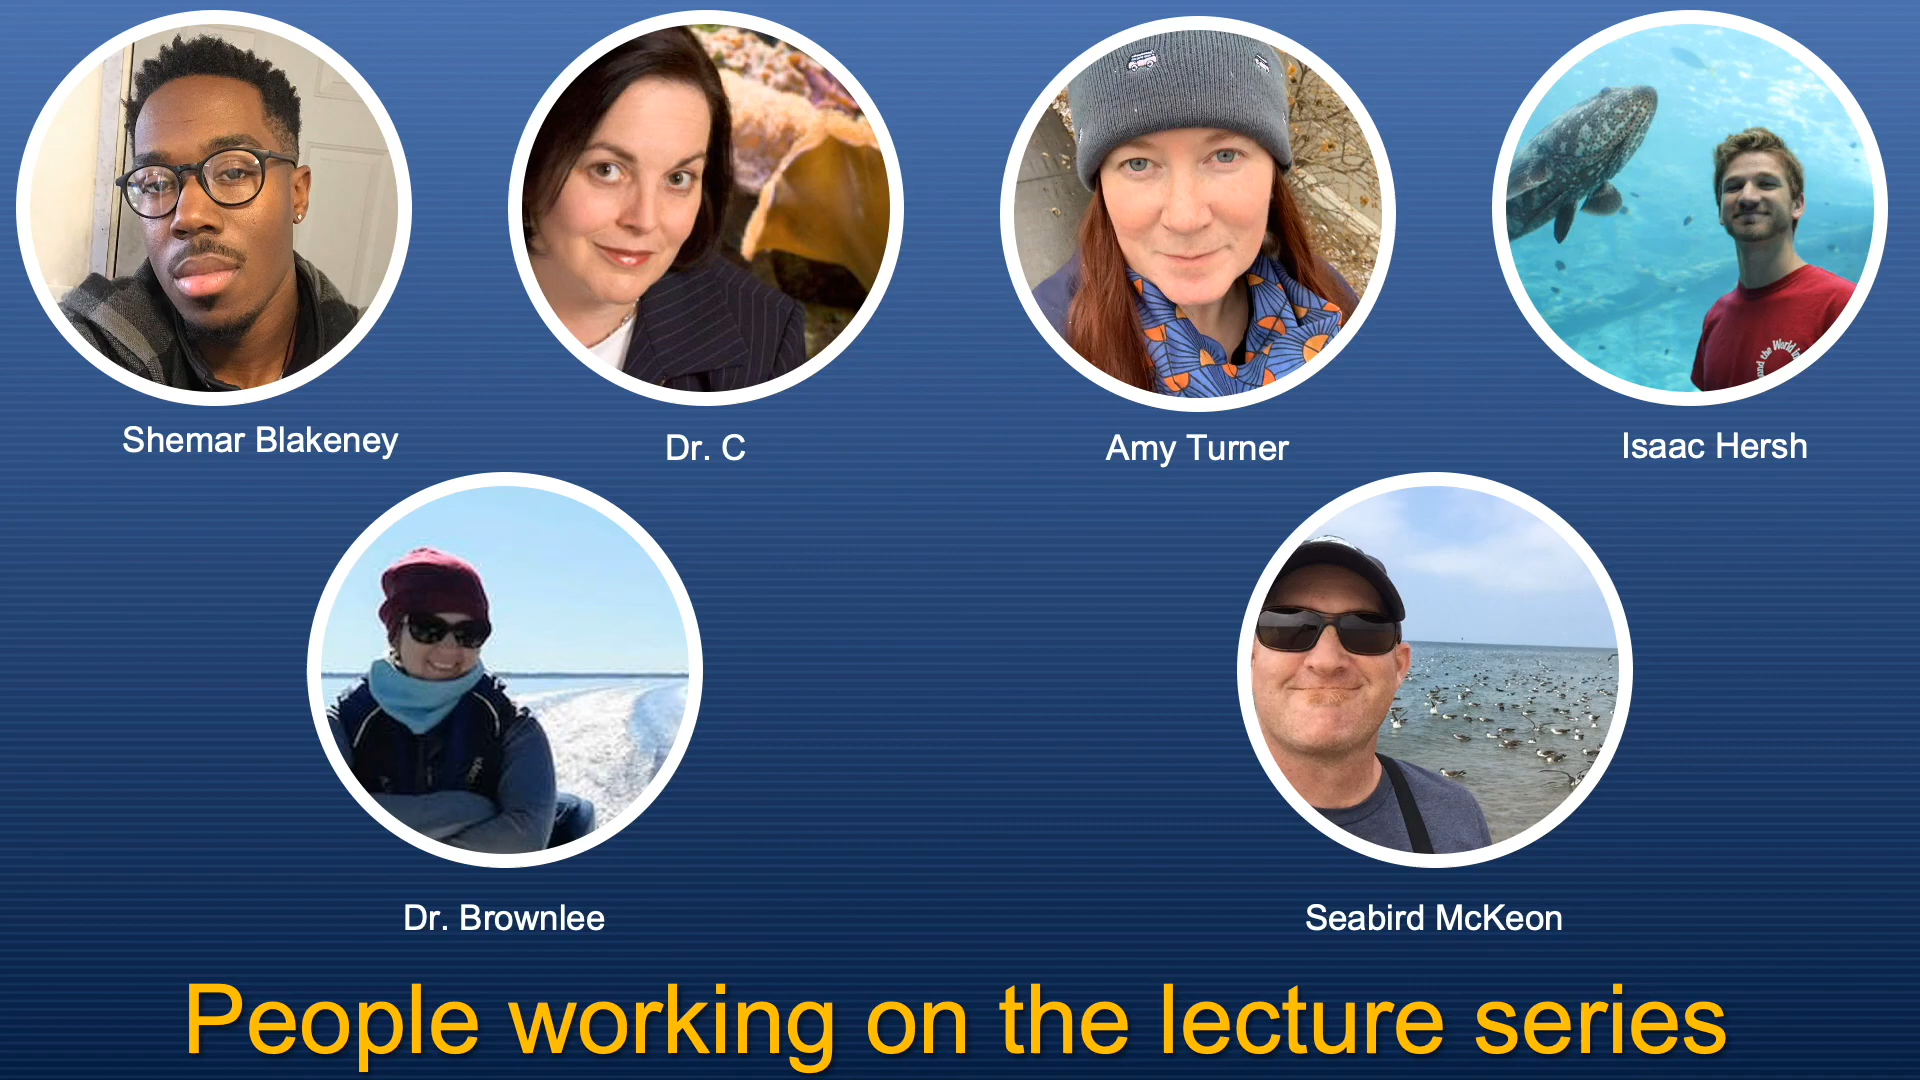 Shemar Blakeney
Dr. C
Amy Turner
Isaac Hersh
Dr. Brownlee
Seabird McKeon
People working on the lecture series